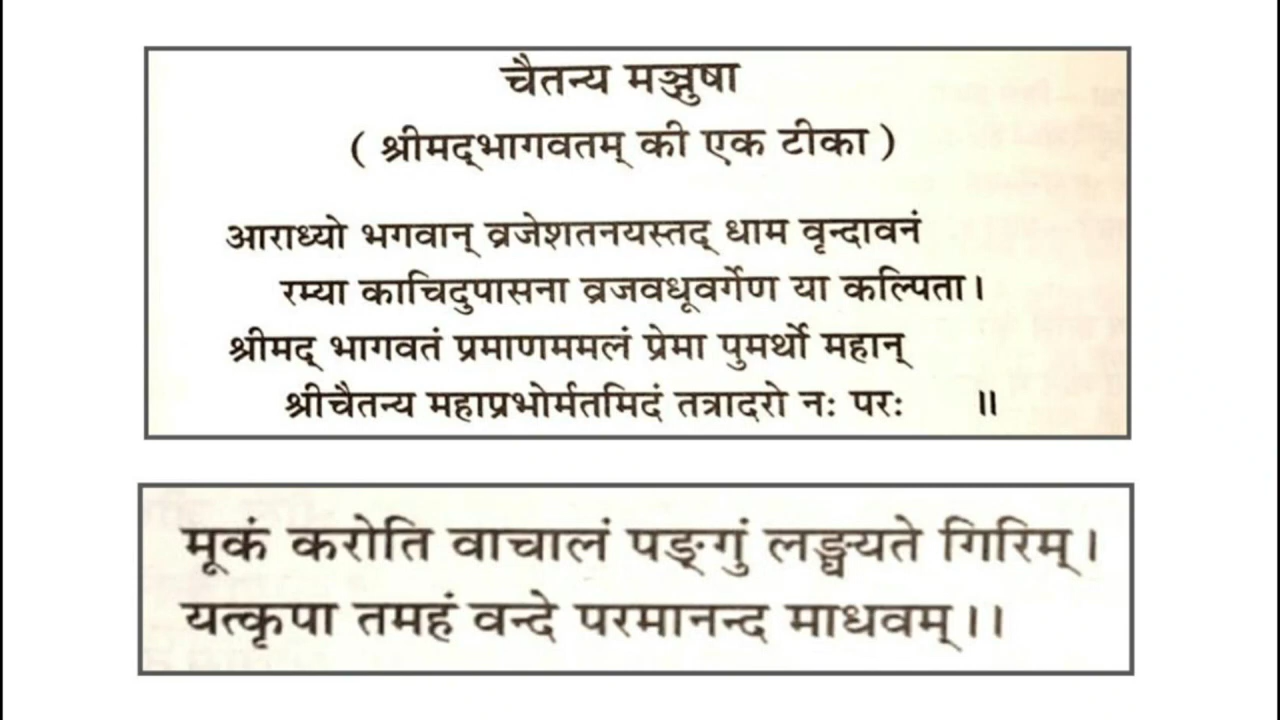 चैतन्य मञ्जुषा
( श्रीमद्भागवतम् की एक टीका )
आराध्यो भगवान् व्रजेशतनयस्तद् धाम वृन्दावनं
रम्या काचिदुपासना व्रजवधूवर्गेण या कल्पिता।
श्रीमद् भागवतं प्रमाणममलं प्रेमा पुमर्थो महान्
श्रीचैतन्य महाप्रभोर्मतमिदं तत्रादरो नः परः ॥
मूकं करोति वाचालं पङ्गुं लङ्घयते गिरिम्।
यत्कृपा तमहं वन्दे परमानन्द माधवम्।।